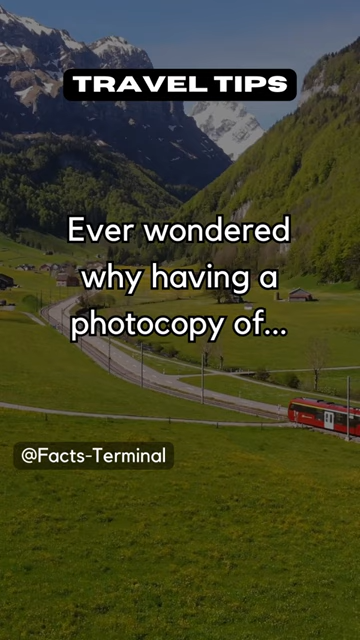 TRAVEL TIPS
Ever wondered
why having a
photocopy of...
@Facts-Terminal